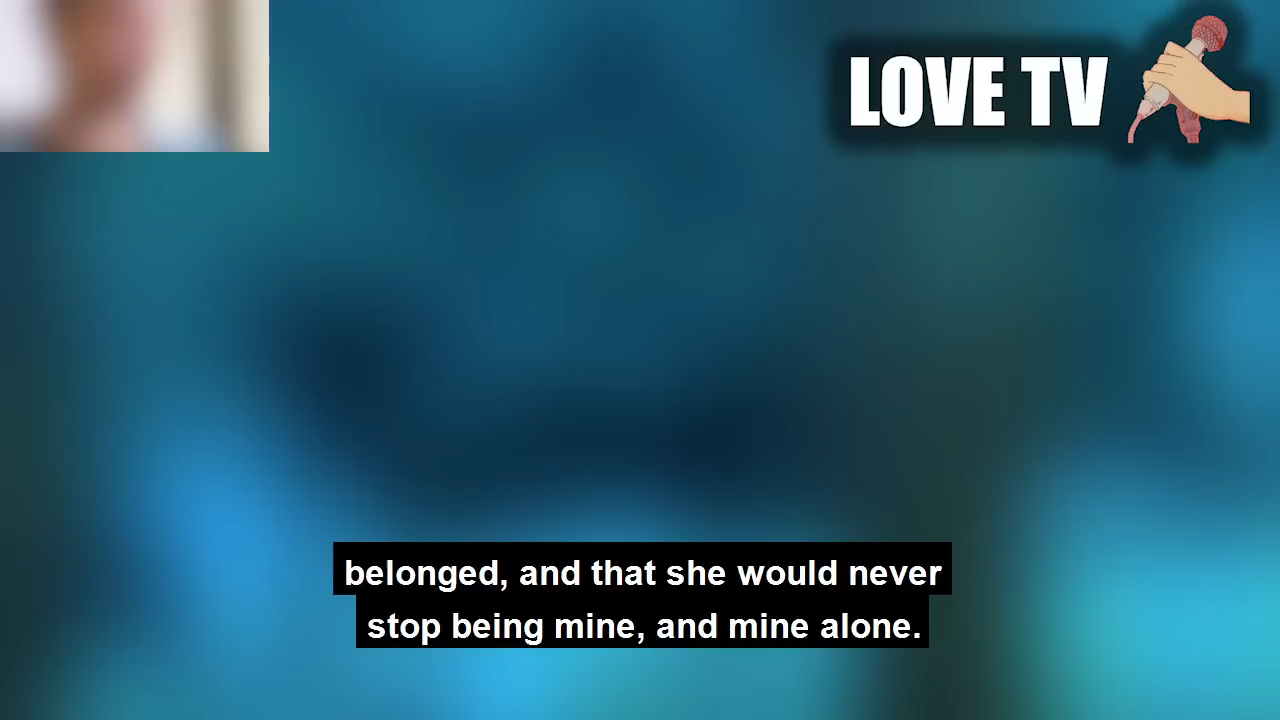 LOVE TV
belonged, and that she would never
stop being mine, and mine alone.